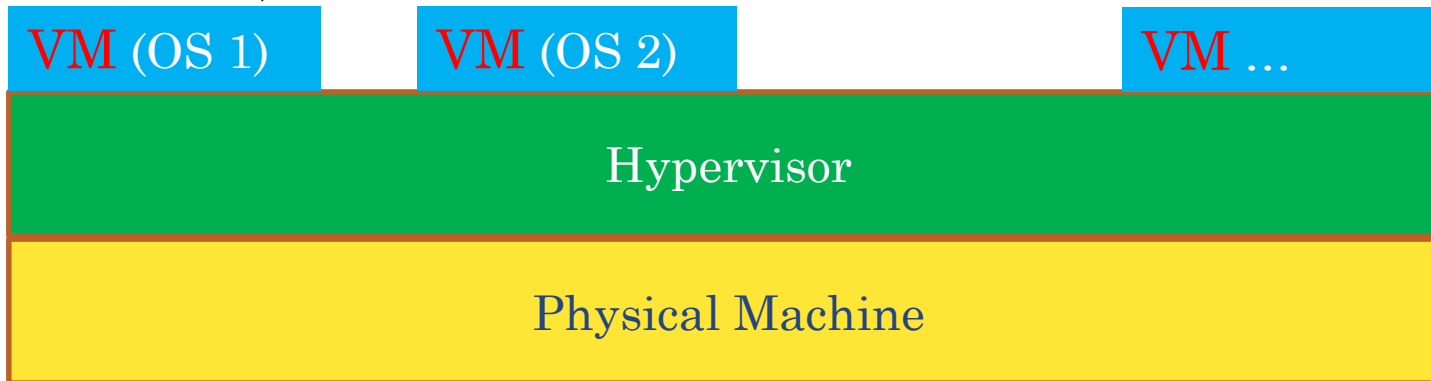 VM (OS 1) VM (OS 2) VM ...
Hypervisor
Physical Machine